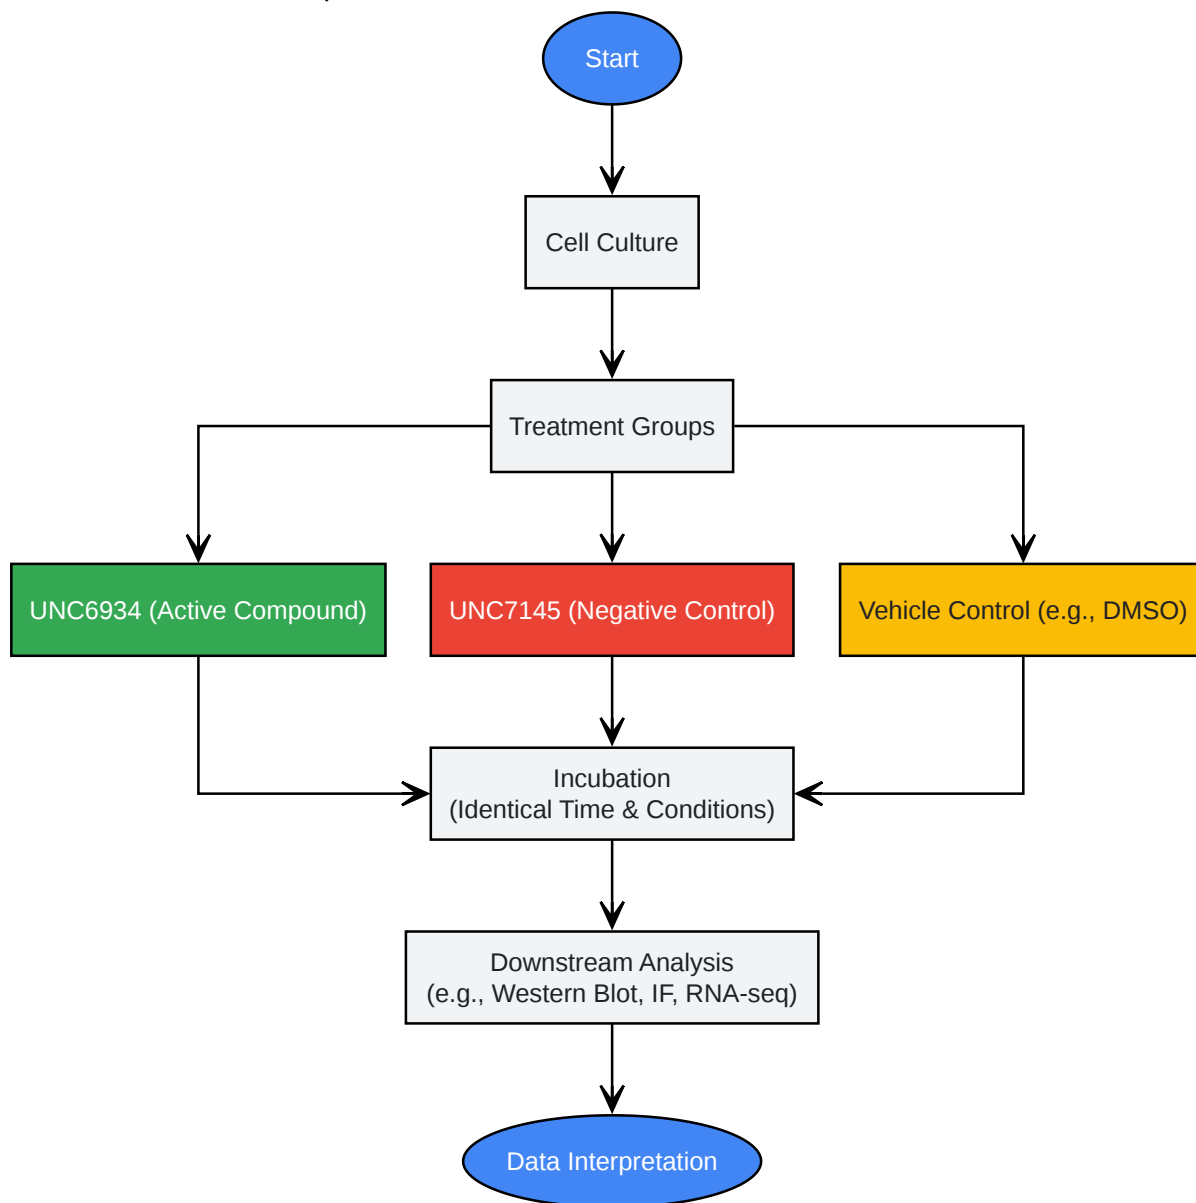 Start
Cell Culture
Treatment Groups
UNC6934 (Active Compound)
UNC7145 (Negative Control)
Vehicle Control (e.g., DMSO)
Incubation
(Identical Time & Conditions)
Downstream Analysis
(e.g., Western Blot, IF, RNA-seq)
Data Interpretation